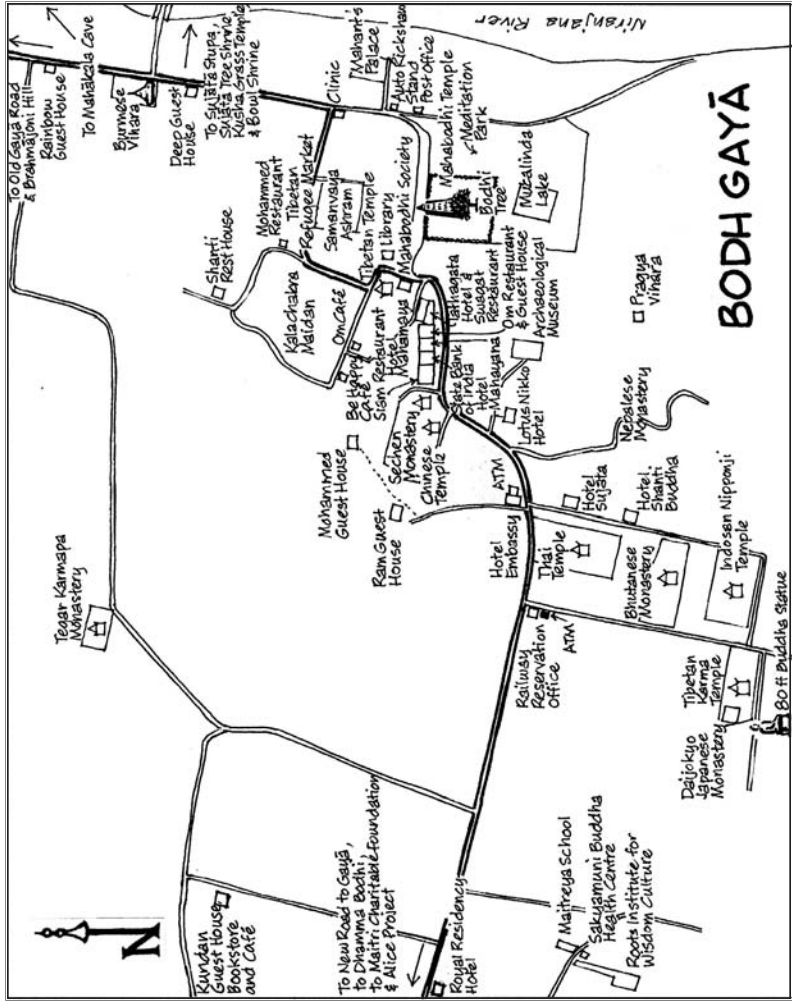 To Old Gayā Road
& Brahmājoni Hill
Rainbow
Guest House
To Mahākala Cave
Burmese
Vihara
Deep Guest
House
To Sujāta Stupa,
Sujāta Tree Shrine,
Kusha Grass Temple,
& Bowl Shrine
Clinic
Mahant's
Palace
Auto Rickshaw
Stand
Post Office
Niranjana River
Mahabodhi Temple
Meditation
Park
Shanti
Rest House
Mohammed
Restaurant
Tibetan
Refugee Market
Samanvaya
Ashram
Tibetan Temple
Library
Mahabodhi Society
Bodhi
Tree
Mucalinda
Lake
Kalachakra
Maidan
Om Café
Be Happy
Café
Siam Restaurant
Hotel
Mahamaya
Tathagata
Hotel &
Swagat
Restaurant
Om Restaurant
& Guest House
Archaeological
Museum
Pragya
Vihara
BODH GAYĀ
Mohammed
Guest House
Ram Guest
House
Sechen
Monastery
Chinese
Temple
State Bank
of India
Hotel
Mahayana
Lotus Nikko
Hotel
Nepalese
Monastery
Hotel
Embassy
ATM
Hotel
Sujata
Hotel
Shanti
Buddha
Thai
Temple
Bhutanese
Monastery
Indosan Nipponji
Temple
Tegar Karmapa
Monastery
Railway
Reservation
Office
ATM
Tibetan
Karma
Temple
Daijokyo
Japanese
Monastery
80 ft Buddha Statue
N
Kundan
Guest House
Bookstore
and Café
To New Road to Gayā,
to Dhamma Bodhi,
to Maitri Charitable Foundation
& Alice Project
Royal Residency
Hotel
Maitreya School
Sakyamuni Buddha
Health Centre
Roots Institute for
Wisdom Culture